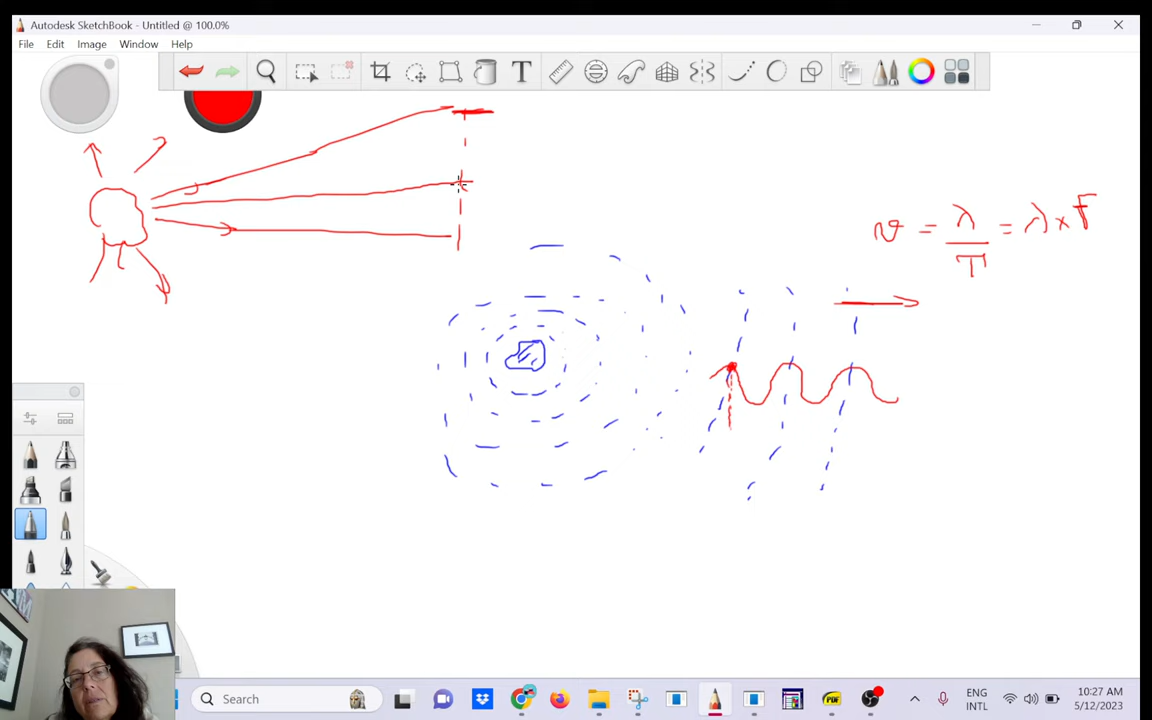 Autodesk SketchBook - Untitled @ 100.0%
File Edit Image Window Help
T
v = λ/T = λ × f
Search
PDF
ENG
INTL
10:27 AM
5/12/2023